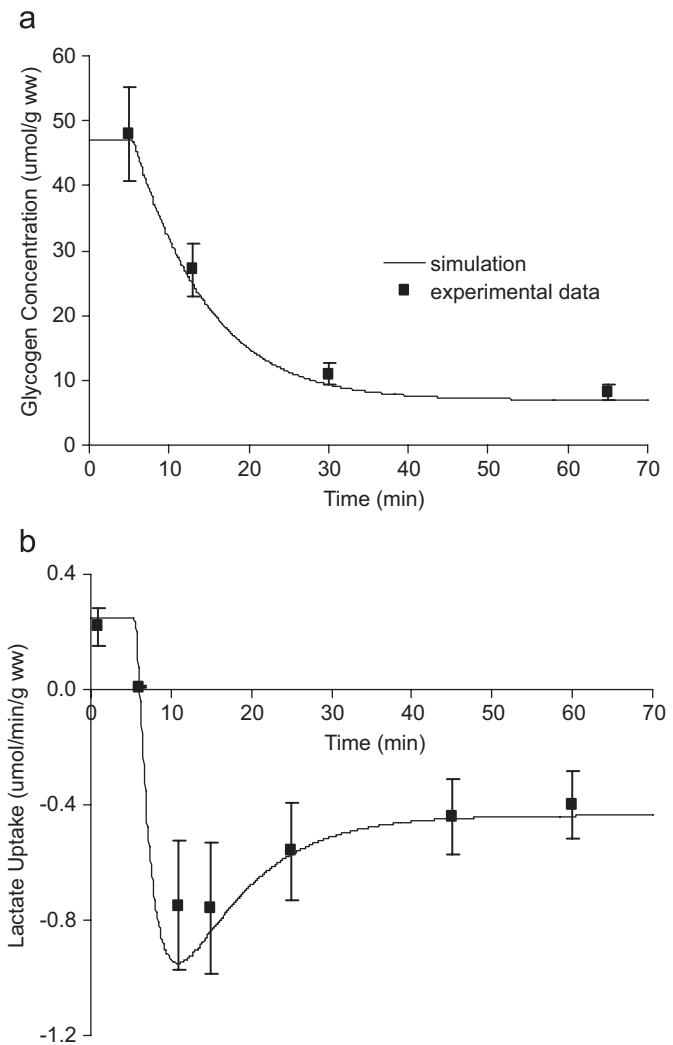 a
Glycogen Concentration (umol/g ww)
60
50
40
30
20
10
0
simulation
experimental data
0 10 20 30 40 50 60 70
Time (min)
b
Lactate Uptake (umol/min/g ww)
0.4
0.0
-0.4
-0.8
-1.2
0 10 20 30 40 50 60 70
Time (min)